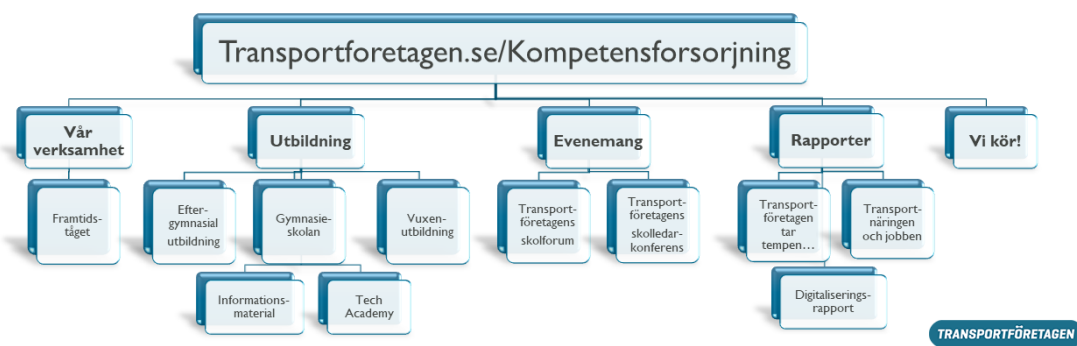 Transportforetagen.se/Kompetensforsorjning
Vår
verksamhet
Utbildning
Evenemang
Rapporter
Vi kör!
Framtids-
tåget
Efter-
gymnasial
utbildning
Gymnasie-
skolan
Vuxen-
utbildning
Transport-
företagens
skolforum
Transport-
företagens
skolledar-
konferens
Transport-
företagen
tar
tempen...
Transport-
näringen
och jobben
Informations-
material
Tech
Academy
Digitaliserings-
rapport
TRANSPORTFÖRETAGEN